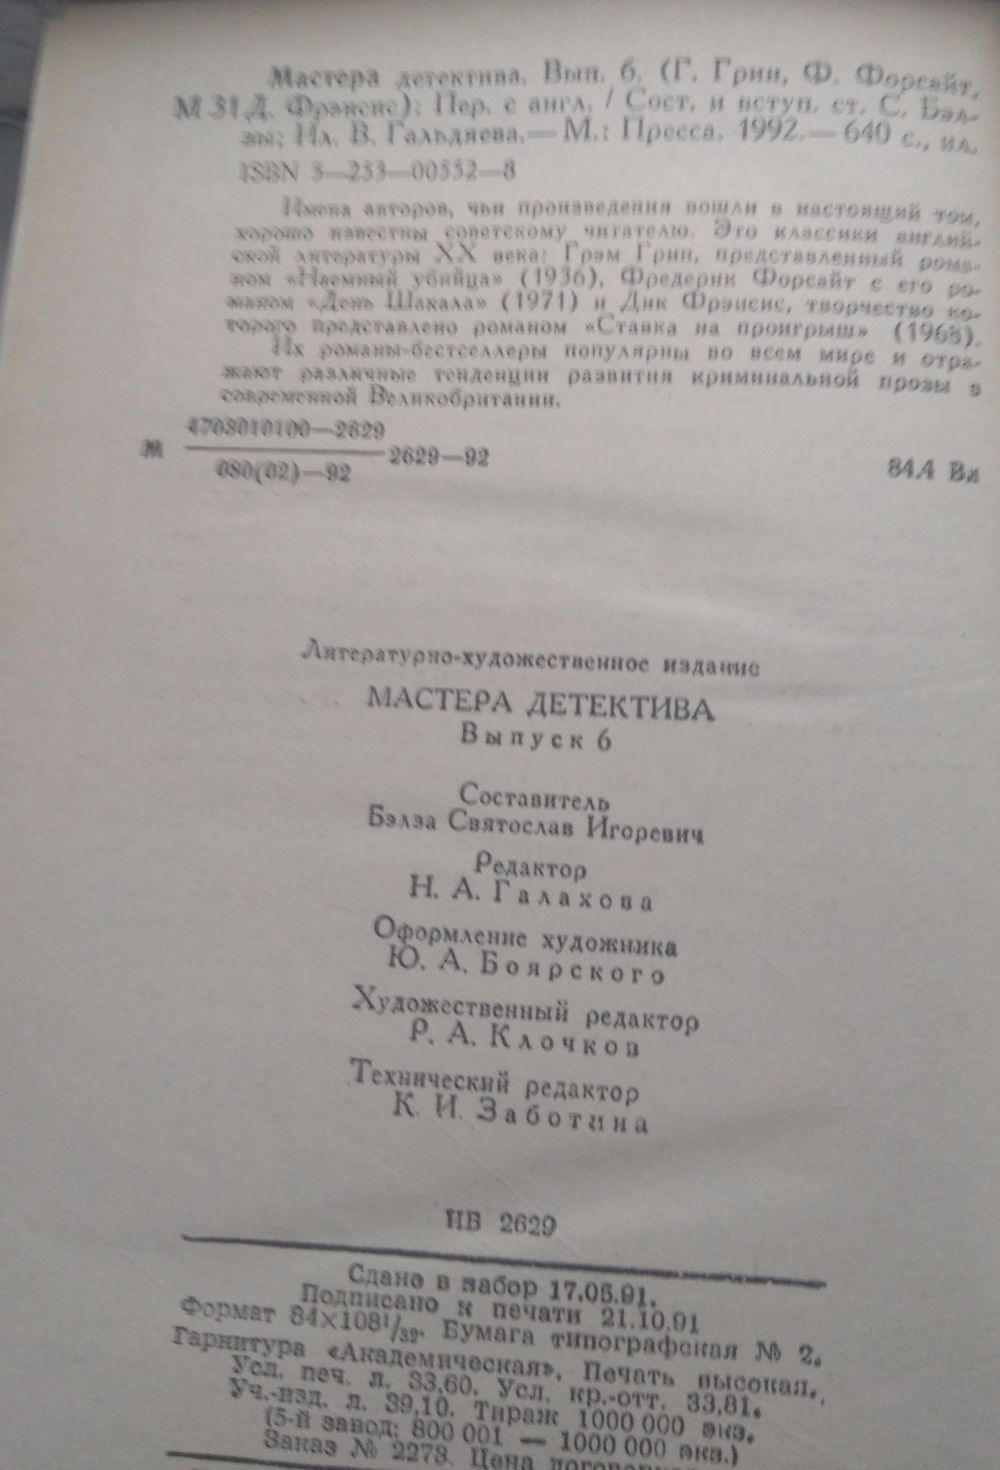 Мастера детектива. Вып. 6. (Г. Грин, Ф. Форсайт,
М 31 Д. Фрэнсис): Пер. с англ. / Сост. и вступ. ст. С. Бэл-
зы; Ил. В. Гальдяева.— М.: Пресса, 1992.— 640 с., ил.
ISBN 5—253—00552—8
Имена авторов, чьи произведения вошли в настоящий том,
хорошо известны советскому читателю. Это классики англий-
ской литературы XX века: Грэм Грин, представленный рома-
ном «Наемный убийца» (1936), Фредерик Форсайт с его ро-
маном «День Шакала» (1971) и Дик Фрэнсис, творчество ко-
торого представлено романом «Ставка на проигрыш» (1968).
Их романы-бестселлеры популярны во всем мире и отра-
жают различные тенденции развития криминальной прозы в
современной Великобритании.
4703010100—2629
М 2629—92 84.4 Вл
080(02)—92
Литературно-художественное издание
МАСТЕРА ДЕТЕКТИВА
Выпуск 6
Составитель
Бэлза Святослав Игоревич
Редактор
Н. А. Галахова
Оформление художника
Ю. А. Боярского
Художественный редактор
Р. А. Клочков
Технический редактор
К. И. Заботина
ИБ 2629
Сдано в набор 17.05.91.
Подписано к печати 21.10.91
Формат 84×108¹/₃₂. Бумага типографская № 2.
Гарнитура «Академическая». Печать высокая.
Усл. печ. л. 33,60. Усл. кр.-отт. 33,81.
Уч.-изд. л. 39,10. Тираж 1000 000 экз.
(5-й завод: 800 001 — 1000 000 экз.)
Заказ № 2273. Цена